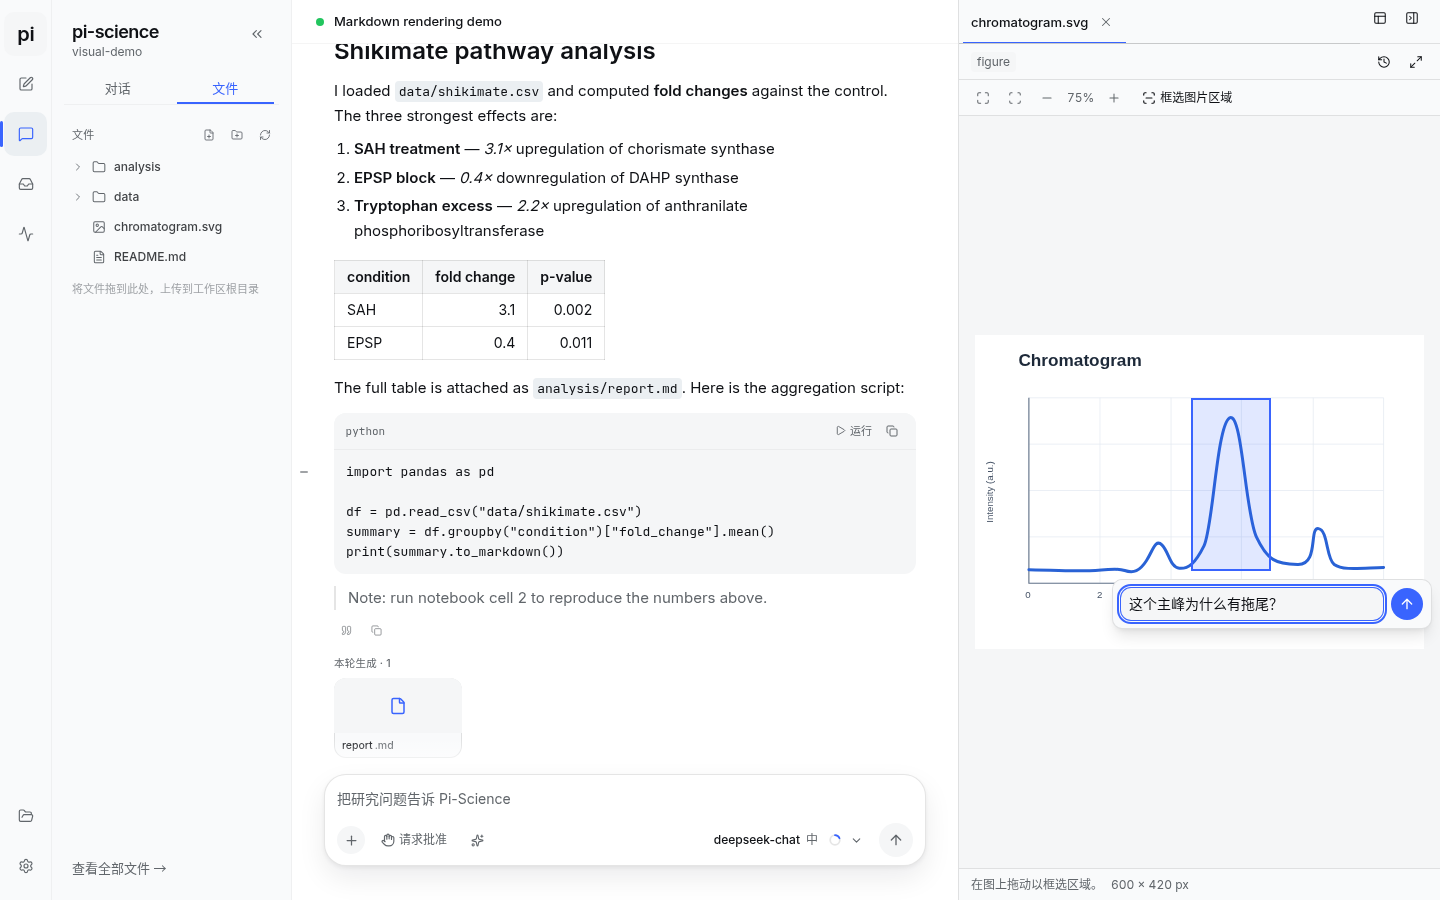 pi
pi-science
visual-demo
对话
文件
文件
analysis
data
chromatogram.svg
README.md
将文件拖到此处，上传到工作区根目录
查看全部文件 →
Markdown rendering demo
Shikimate pathway analysis
I loaded data/shikimate.csv and computed fold changes against the control.
The three strongest effects are:
1. SAH treatment — 3.1× upregulation of chorismate synthase
2. EPSP block — 0.4× downregulation of DAHP synthase
3. Tryptophan excess — 2.2× upregulation of anthranilate
phosphoribosyltransferase
condition fold change p-value
SAH 3.1 0.002
EPSP 0.4 0.011
The full table is attached as analysis/report.md. Here is the aggregation script:
python
运行
import pandas as pd
df = pd.read_csv("data/shikimate.csv")
summary = df.groupby("condition")["fold_change"].mean()
print(summary.to_markdown())
Note: run notebook cell 2 to reproduce the numbers above.
本轮生成 · 1
report.md
把研究问题告诉 Pi-Science
请求批准
deepseek-chat 中
chromatogram.svg
figure
75%
框选图片区域
Chromatogram
Intensity (a.u.)
0
2
这个主峰为什么有拖尾?
在图上拖动以框选区域。 600 × 420 px